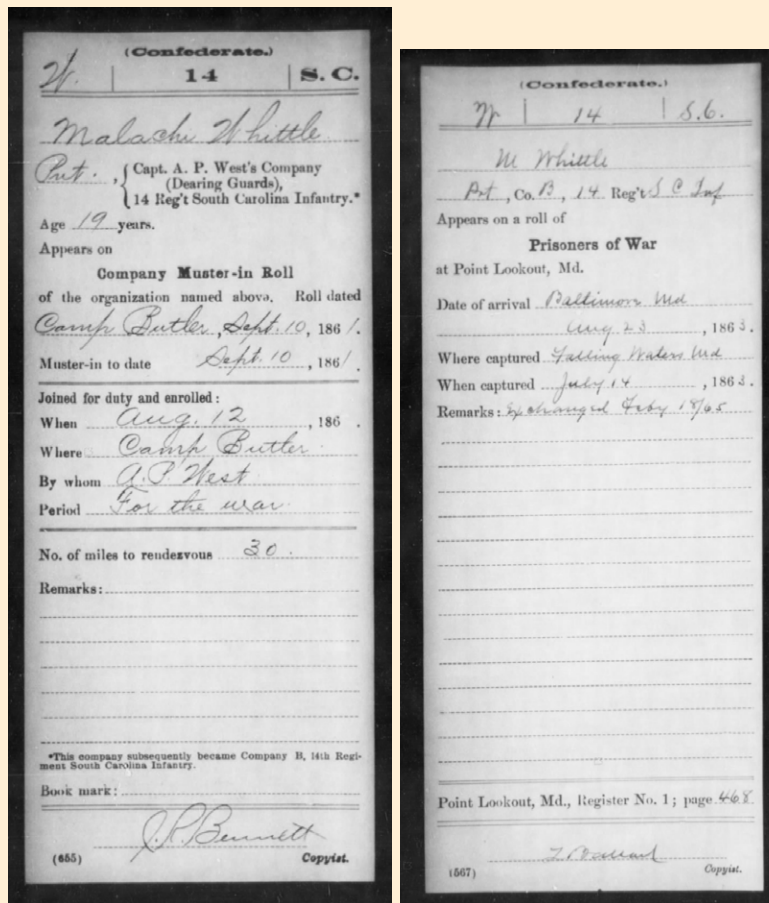 (Confederate.)
W. | 14 | S. C.
Malachi Whittle
Pvt., { Capt. A. P. West's Company
(Dearing Guards),
14 Reg't South Carolina Infantry.*
Age 19 years.
Appears on
Company Muster-in Roll
of the organization named above. Roll dated
Camp Butler, Sept. 10, 1861.
Muster-in to date Sept. 10, 1861.
Joined for duty and enrolled:
When Aug. 12, 186 .
Where Camp Butler
By whom A. P. West
Period For the war
No. of miles to rendezvous 30.
Remarks:
*This company subsequently became Company B, 14th Regi-
ment South Carolina Infantry.
Book mark:
J. R. Bennett
(655) Copyist.
(Confederate.)
W | 14 | S.C.
M Whittle
Pvt, Co. B, 14 Reg't S C Inf
Appears on a roll of
Prisoners of War
at Point Lookout, Md.
Date of arrival Baltimore Md
Aug 23, 1863.
Where captured Falling Waters Md
When captured July 14, 1863.
Remarks: Exchanged Feby 18/65
Point Lookout, Md., Register No. 1; page 468
(567) Copyist.